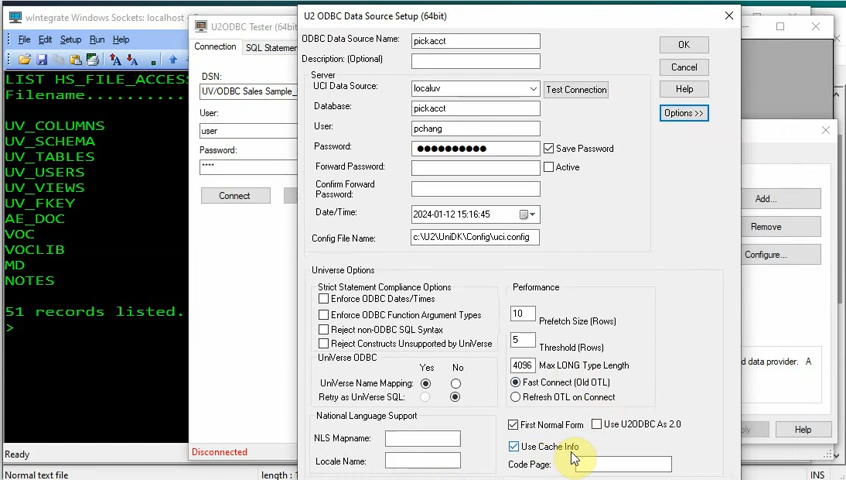 wIntegrate Windows Sockets: localhost
File Edit Setup Run Help
LIST HS_FILE_ACCES
Filename...........
UV_COLUMNS
UV_SCHEMA
UV_TABLES
UV_USERS
UV_VIEWS
UV_FKEY
AE_DOC
VOC
VOCLIB
MD
NOTES
51 records listed.
>
Ready
Normal text file
length :
U2ODBC Tester (64bit
Connection SQL Statemen
DSN:
UV/ODBC Sales Sample_
User:
user
Password:
****
Connect
Disconnected
U2 ODBC Data Source Setup (64bit)
ODBC Data Source Name: pickacct
Description: (Optional)
Server
UCI Data Source: localuv Test Connection
Database: pickacct
User: pchang
Password: ●●●●●●●●●● Save Password
Forward Password: Active
Confirm Forward
Password:
Date/Time: 2024-01-12 15:16:45
Config File Name: c:\U2\UniDK\Config\uci.config
OK
Cancel
Help
Options >>
Universe Options
Strict Statement Compliance Options
Enforce ODBC Dates/Times
Enforce ODBC Function Argument Types
Reject non-ODBC SQL Syntax
Reject Constructs Unsupported by UniVerse
UniVerse ODBC
Yes No
UniVerse Name Mapping:
Retry as UniVerse SQL:
National Language Support
NLS Mapname:
Locale Name:
Performance
10 Prefetch Size (Rows)
5 Threshold (Rows)
4096 Max LONG Type Length
Fast Connect (Old OTL)
Refresh OTL on Connect
First Normal Form Use U2ODBC As 2.0
Use Cache Info
Code Page:
Add...
Remove
Configure...
d data provider. A
Help